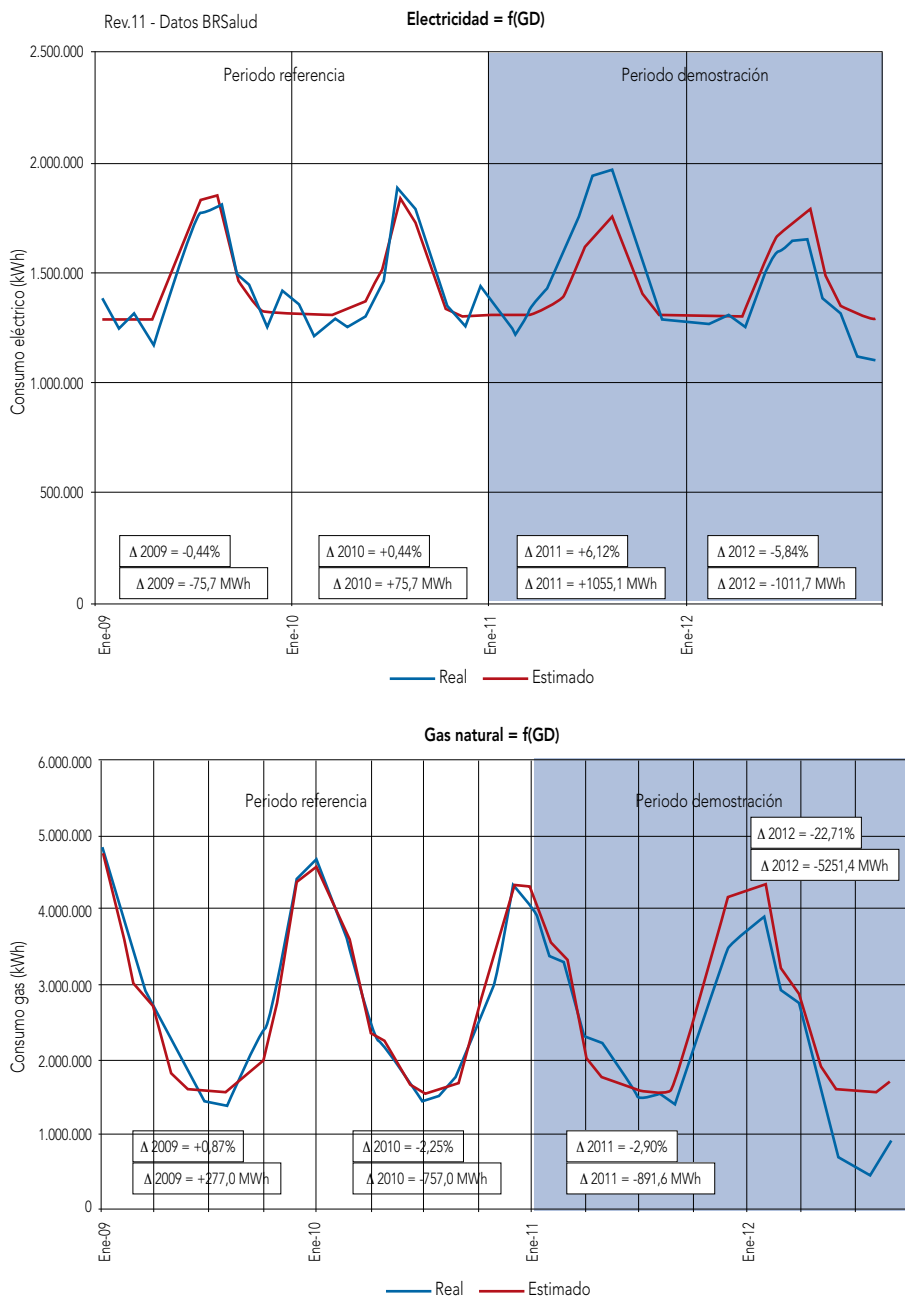 Rev.11 - Datos BRSalud
Electricidad = f(GD)
2.500.000
Periodo referencia
Periodo demostración
2.000.000
1.500.000
Consumo eléctrico (kWh)
1.000.000
500.000
Δ 2009 = -0,44%
Δ 2010 = +0,44%
Δ 2011 = +6,12%
Δ 2012 = -5,84%
Δ 2009 = -75,7 MWh
Δ 2010 = +75,7 MWh
Δ 2011 = +1055,1 MWh
Δ 2012 = -1011,7 MWh
0
Ene-09
Ene-10
Ene-11
Ene-12
Real
Estimado
Gas natural = f(GD)
6.000.000
Periodo referencia
Periodo demostración
5.000.000
Δ 2012 = -22,71%
Δ 2012 = -5251,4 MWh
4.000.000
Consumo gas (kWh)
3.000.000
2.000.000
1.000.000
Δ 2009 = +0,87%
Δ 2010 = -2,25%
Δ 2011 = -2,90%
Δ 2009 = +277,0 MWh
Δ 2010 = -757,0 MWh
Δ 2011 = -891,6 MWh
0
Ene-09
Ene-10
Ene-11
Ene-12
Real
Estimado